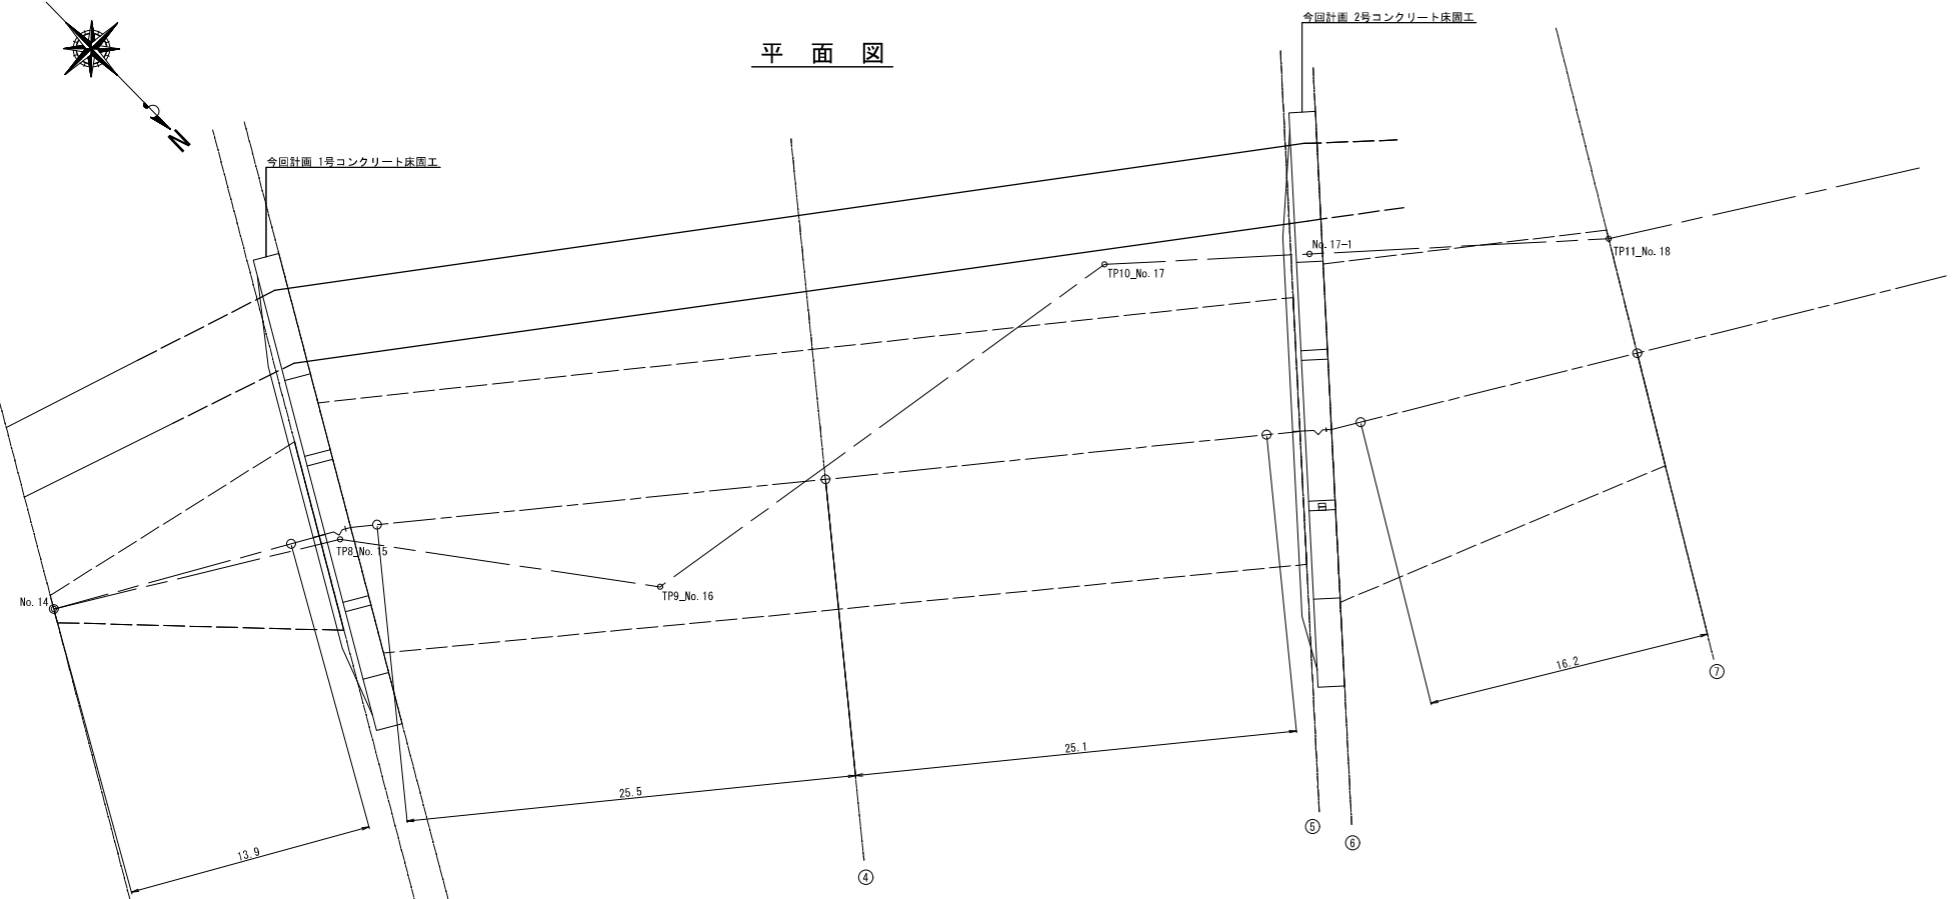 今回計画 2号コンクリート床固工
平 面 図
N
今回計画 1号コンクリート床固工
No.17-1
TP11_No.18
TP10_No.17
TP8_No.15
TP9_No.16
No.14
16.2
⑦
25.1
25.5
⑤
⑥
13.9
④